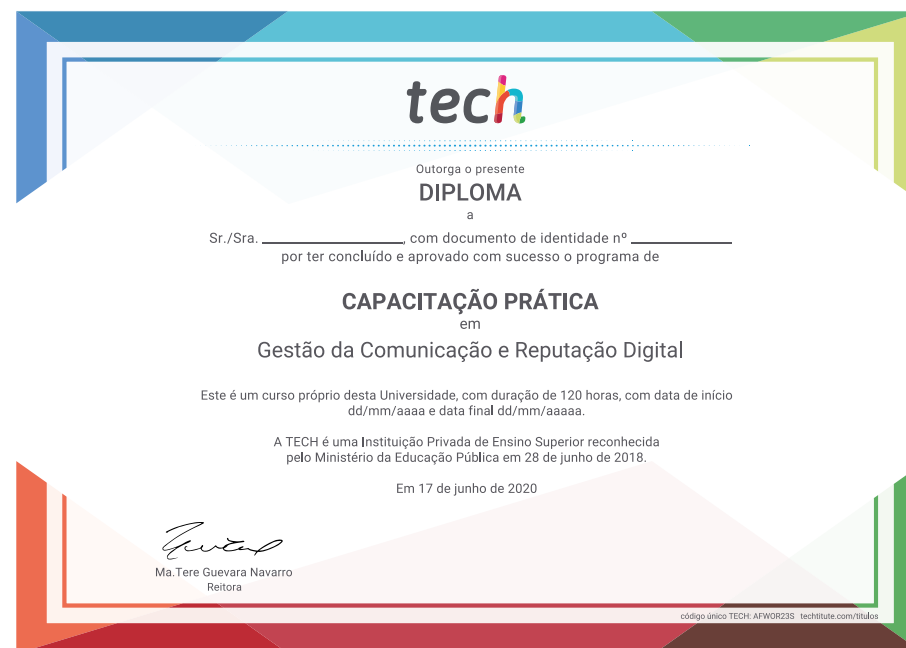 tech
Outorga o presente
DIPLOMA
a
Sr./Sra. ____________, com documento de identidade nº ____________
por ter concluído e aprovado com sucesso o programa de
CAPACITAÇÃO PRÁTICA
em
Gestão da Comunicação e Reputação Digital
Este é um curso próprio desta Universidade, com duração de 120 horas, com data de início
dd/mm/aaaa e data final dd/mm/aaaaa.
A TECH é uma Instituição Privada de Ensino Superior reconhecida
pelo Ministério da Educação Pública em 28 de junho de 2018.
Em 17 de junho de 2020
Ma.Tere Guevara Navarro
Reitora
código único TECH: AFWOR23S techtitute.com/títulos